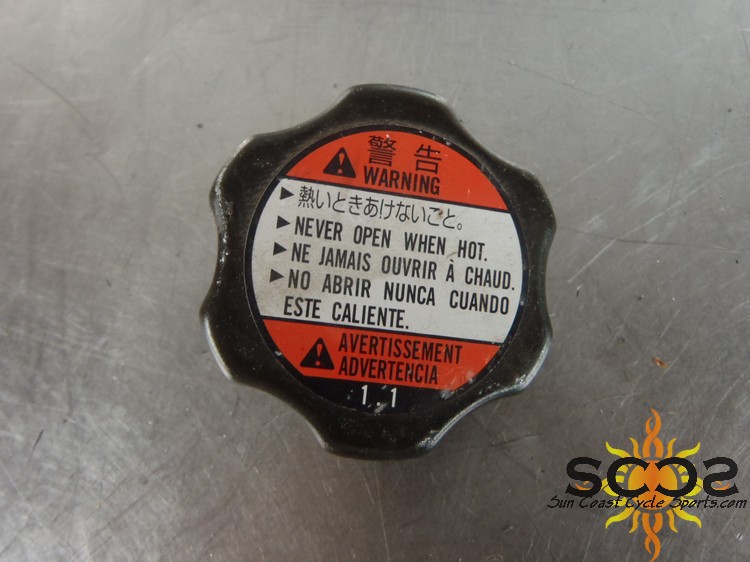 警告
WARNING
▶熱いときあけないこと。
▶NEVER OPEN WHEN HOT.
▶NE JAMAIS OUVRIR À CHAUD.
▶NO ABRIR NUNCA CUANDO
ESTE CALIENTE.
AVERTISSEMENT
ADVERTENCIA
1.1
SCCS
Sun Coast Cycle Sports.com